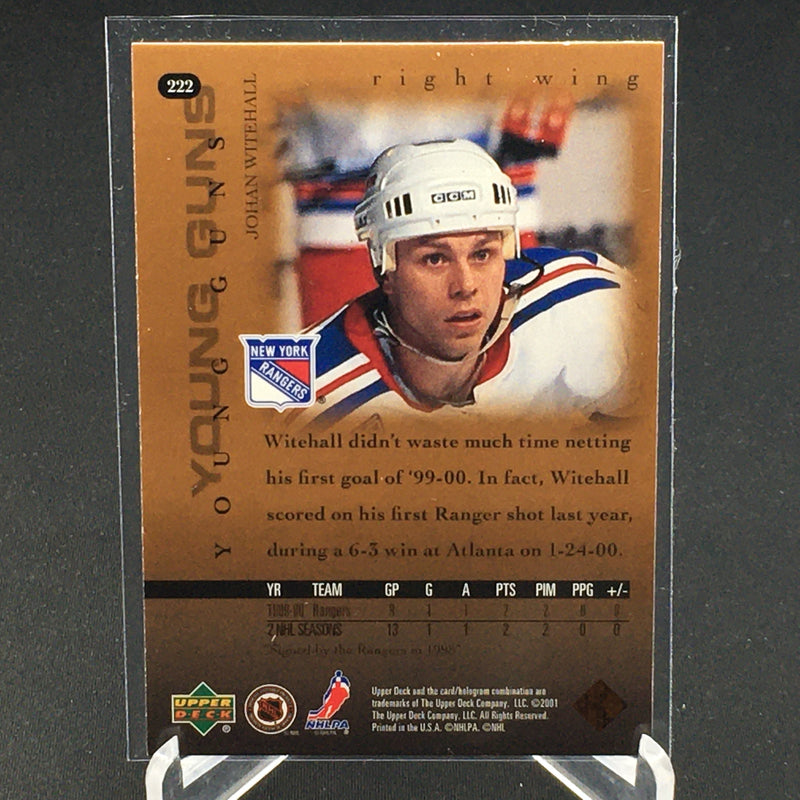 222
right wing
YOUNG GUNS
YOUNG GUNS
JOHAN WITEHALL
CCM
NEW YORK
RANGERS
Witehall didn't waste much time netting
his first goal of '99-00. In fact, Witehall
scored on his first Ranger shot last year,
during a 6-3 win at Atlanta on 1-24-00.
YR TEAM GP G A PTS PIM PPG +/-
1999-00 Rangers 9 1 1 2 2 0 0
2 NHL SEASONS 13 1 1 2 2 0 0
"Signed by the Rangers in 1998"
UPPER
DECK
NHL
NHLPA
Upper Deck and the card/hologram combination are
trademarks of The Upper Deck Company, LLC. ©2001
The Upper Deck Company, LLC. All Rights Reserved.
Printed in the U.S.A. ©NHLPA. ©NHL